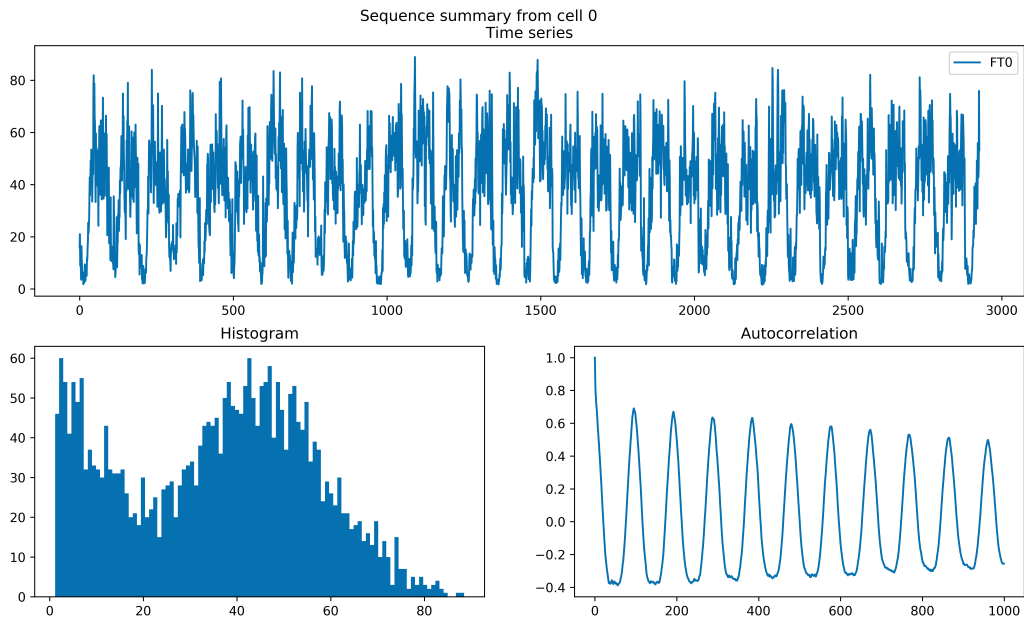 Sequence summary from cell 0
Time series
80
60
40
20
0
FT0
0 500 1000 1500 2000 2500 3000
Histogram
60
50
40
30
20
10
0
0 20 40 60 80
Autocorrelation
1.0
0.8
0.6
0.4
0.2
0.0
−0.2
−0.4
0 200 400 600 800 1000